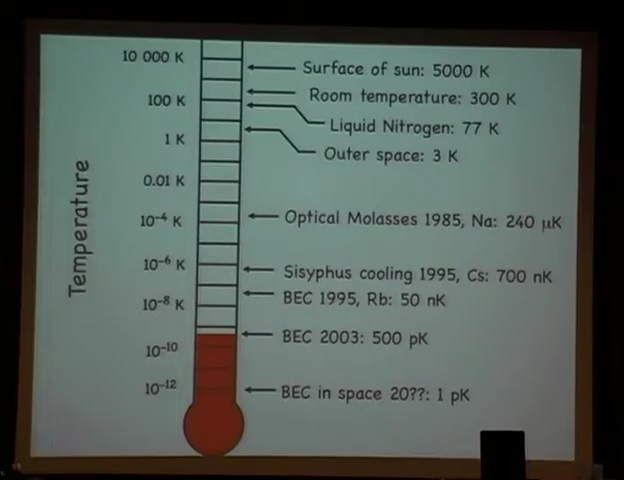 10 000 K
Surface of sun: 5000 K
Room temperature: 300 K
100 K
Liquid Nitrogen: 77 K
1 K
Outer space: 3 K
Temperature
0.01 K
10⁻⁴ K
Optical Molasses 1985, Na: 240 μK
10⁻⁶ K
Sisyphus cooling 1995, Cs: 700 nK
BEC 1995, Rb: 50 nK
10⁻⁸ K
BEC 2003: 500 pK
10⁻¹⁰
10⁻¹²
BEC in space 20??: 1 pK